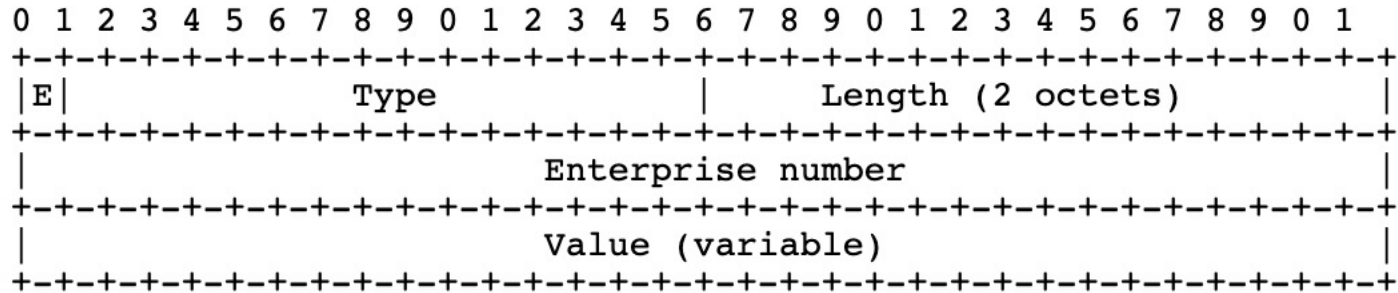 0 1 2 3 4 5 6 7 8 9 0 1 2 3 4 5 6 7 8 9 0 1 2 3 4 5 6 7 8 9 0 1
+-+-+-+-+-+-+-+-+-+-+-+-+-+-+-+-+-+-+-+-+-+-+-+-+-+-+-+-+-+-+-+-+
|E|             Type            |     Length (2 octets)         |
+-+-+-+-+-+-+-+-+-+-+-+-+-+-+-+-+-+-+-+-+-+-+-+-+-+-+-+-+-+-+-+-+
|                        Enterprise number                      |
+-+-+-+-+-+-+-+-+-+-+-+-+-+-+-+-+-+-+-+-+-+-+-+-+-+-+-+-+-+-+-+-+
|                        Value (variable)                       |
+-+-+-+-+-+-+-+-+-+-+-+-+-+-+-+-+-+-+-+-+-+-+-+-+-+-+-+-+-+-+-+-+